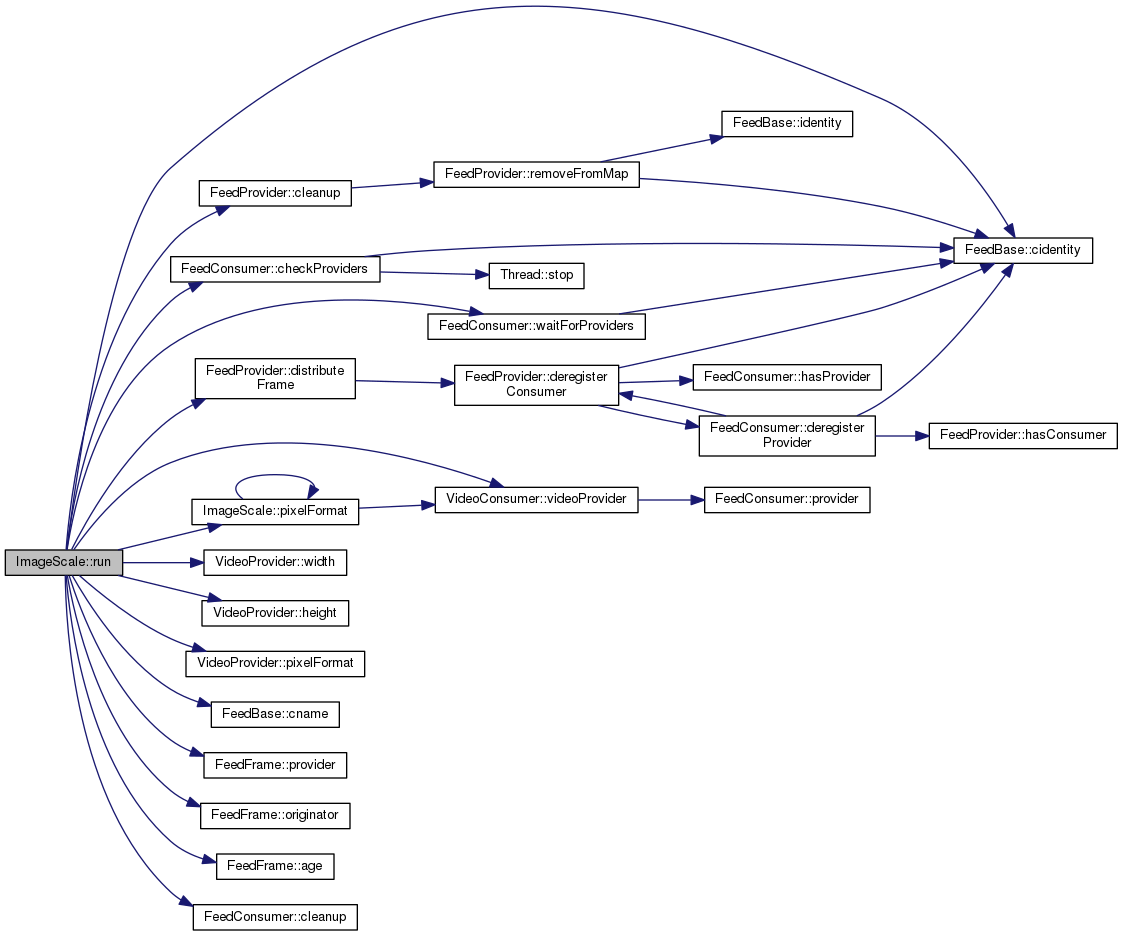 FeedBase::identity
FeedProvider::removeFromMap
FeedProvider::cleanup
FeedBase::cidentity
FeedConsumer::checkProviders
Thread::stop
FeedConsumer::waitForProviders
FeedProvider::distribute
Frame
FeedProvider::deregister
Consumer
FeedConsumer::hasProvider
FeedConsumer::deregister
Provider
FeedProvider::hasConsumer
ImageScale::pixelFormat
VideoConsumer::videoProvider
FeedConsumer::provider
ImageScale::run
VideoProvider::width
VideoProvider::height
VideoProvider::pixelFormat
FeedBase::cname
FeedFrame::provider
FeedFrame::originator
FeedFrame::age
FeedConsumer::cleanup